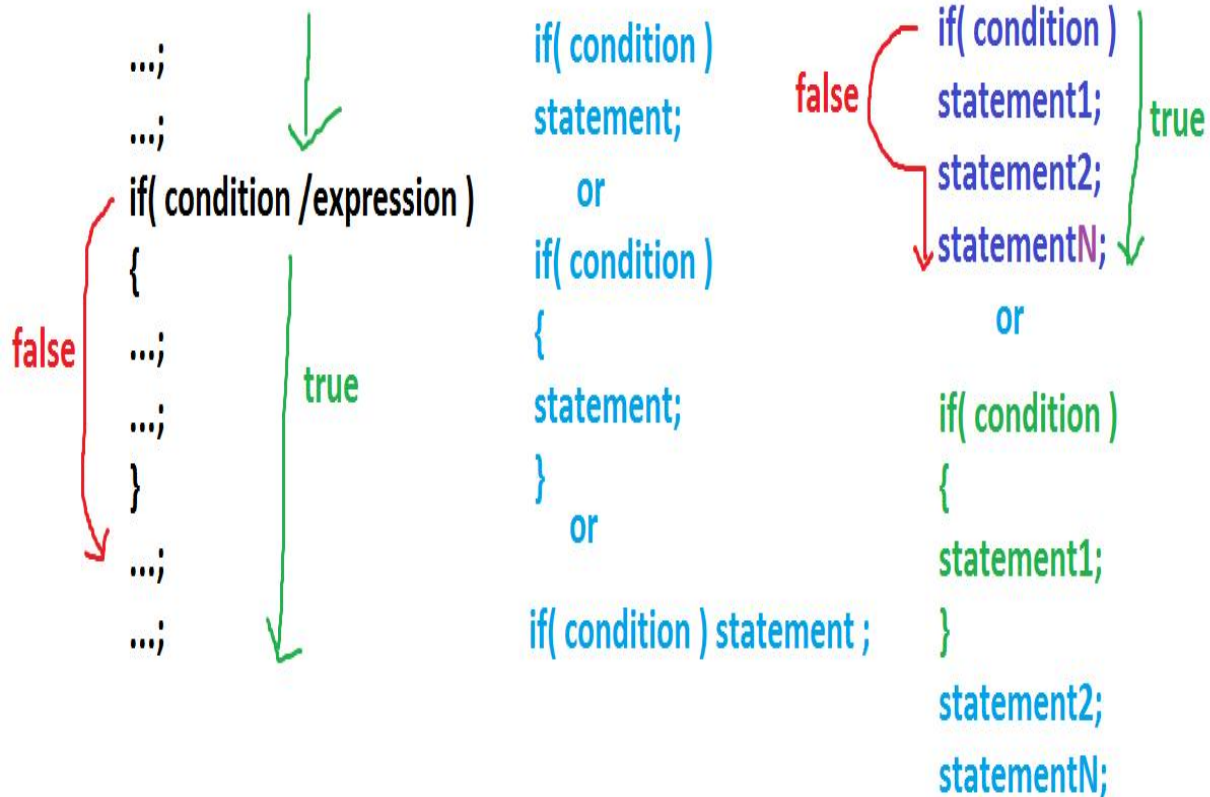 ...;
...;
if( condition /expression )
{
false
...;
true
...;
}
...;
...;
if( condition )
statement;
or
if( condition )
{
statement;
}
or
if( condition ) statement ;
if( condition )
false
statement1;
true
statement2;
statementN;
or
if( condition )
{
statement1;
}
statement2;
statementN;